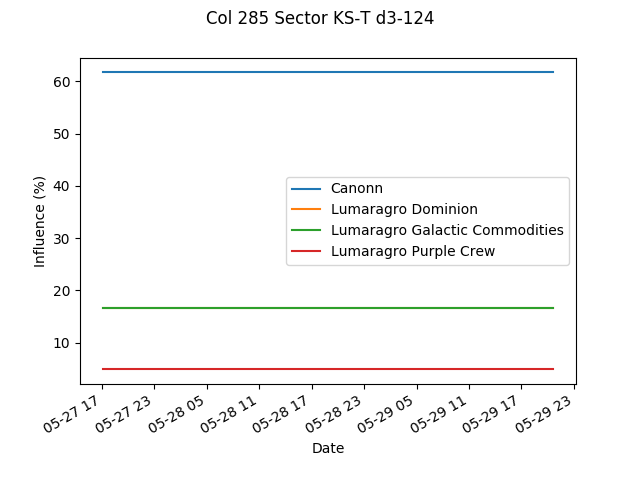 Col 285 Sector KS-T d3-124
60
50
40
30
20
10
Influence (%)
Canonn
Lumaragro Dominion
Lumaragro Galactic Commodities
Lumaragro Purple Crew
05-27 17
05-27 23
05-28 05
05-28 11
05-28 17
05-28 23
05-29 05
05-29 11
05-29 17
05-29 23
Date